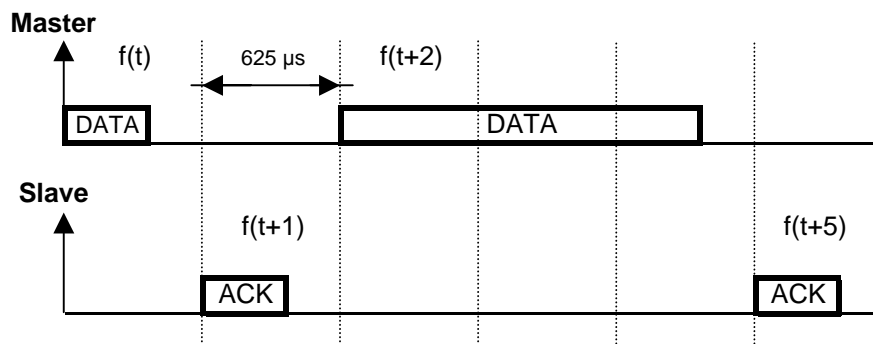 Master
f(t) 625 µs f(t+2)
DATA DATA
Slave
f(t+1) f(t+5)
ACK ACK